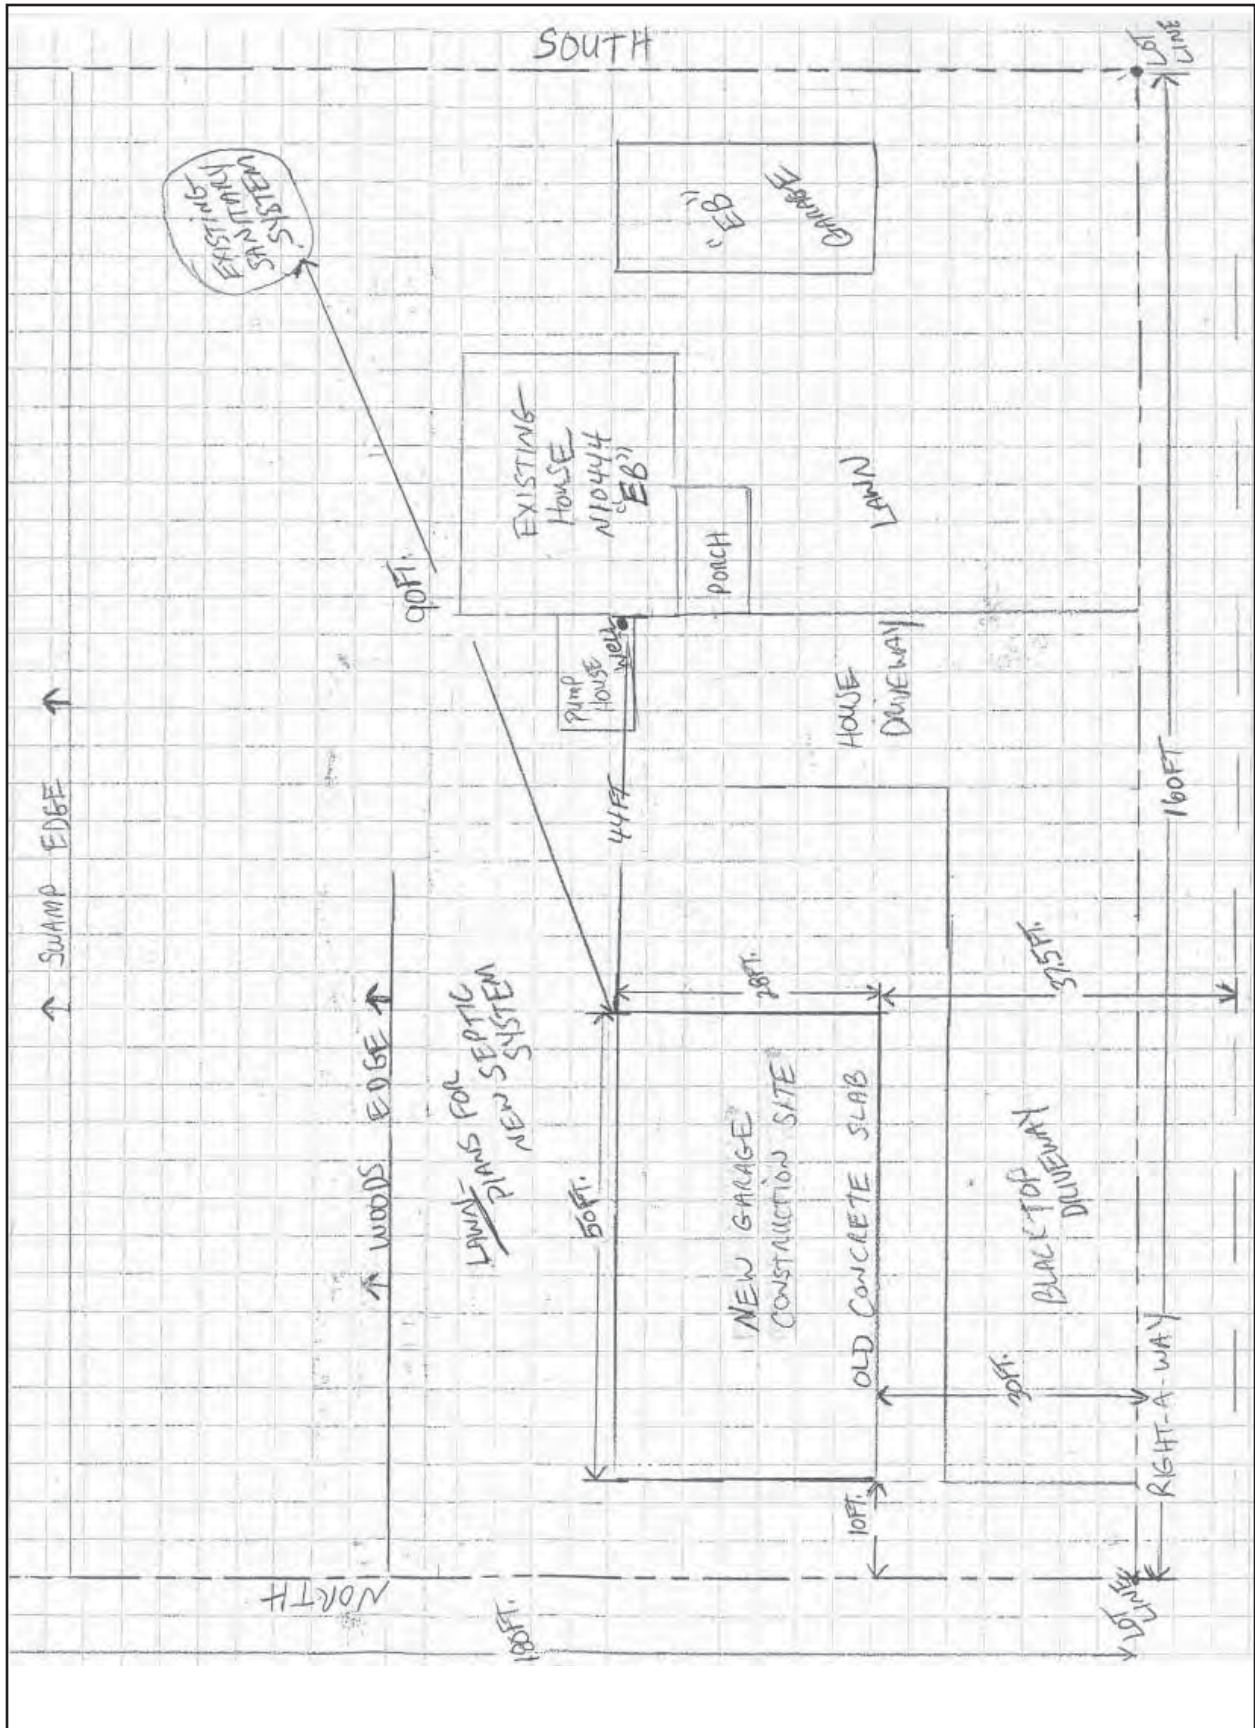 SOUTH
LOT
LINE
EXISTING
SANITARY
SYSTEM
"EB"
GARAGE
EXISTING
HOUSE
N10444
"EB"
PORCH
LAWN
90FT.
PUMP
HOUSE
well
HOUSE
DRIVEWAY
SWAMP EDGE
44FT
160FT
WOODS EDGE
LAWN-
PLANS FOR
NEW SEPTIC
SYSTEM
50FT.
28FT.
37.5FT.
NEW GARAGE
CONSTRUCTION SITE
OLD CONCRETE SLAB
BLACK-TOP
DRIVEWAY
30FT.
10FT.
RIGHT-A-WAY
NORTH
LOT
LINE